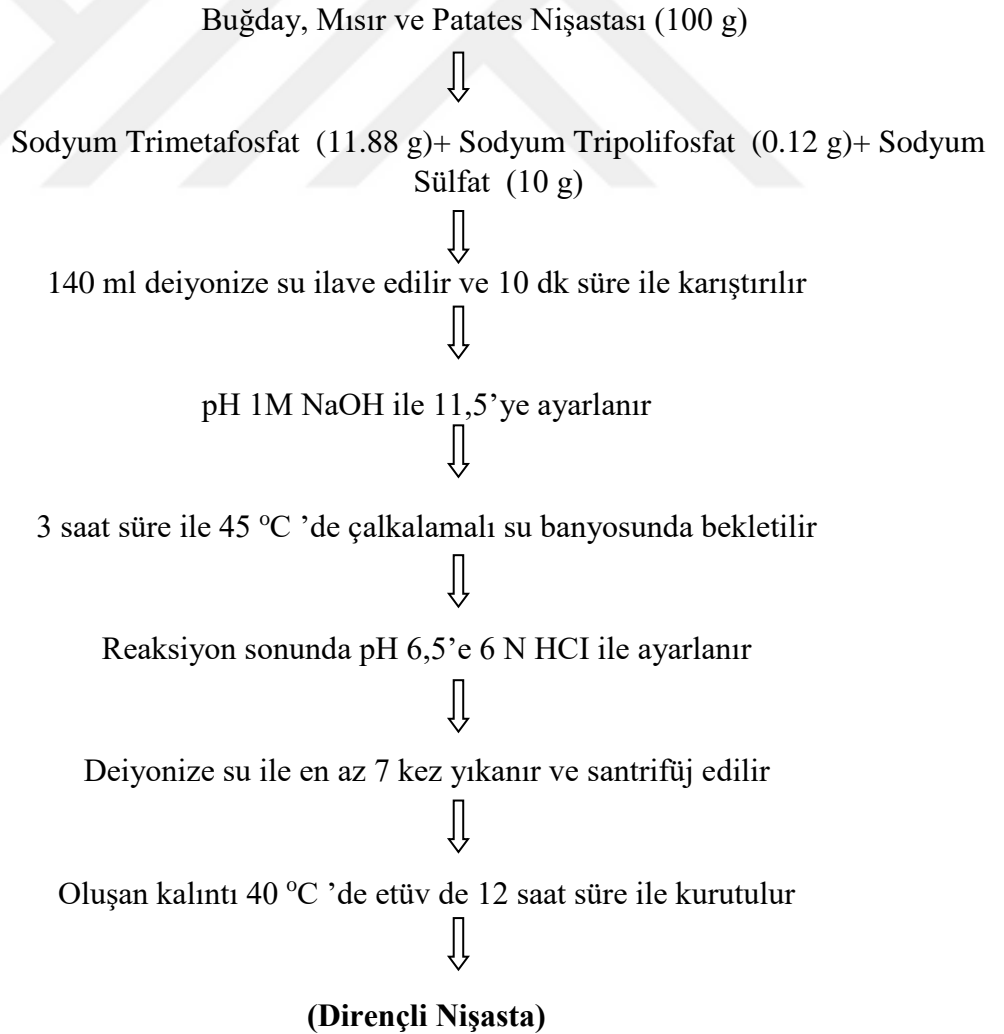 Buğday, Mısır ve Patates Nişastası (100 g)
Sodyum Trimetafosfat (11.88 g)+ Sodyum Tripolifosfat (0.12 g)+ Sodyum
Sülfat (10 g)
140 ml deiyonize su ilave edilir ve 10 dk süre ile karıştırılır
pH 1M NaOH ile 11,5’ye ayarlanır
3 saat süre ile 45 ºC ’de çalkalamalı su banyosunda bekletilir
Reaksiyon sonunda pH 6,5’e 6 N HCI ile ayarlanır
Deiyonize su ile en az 7 kez yıkanır ve santrifüj edilir
Oluşan kalıntı 40 ºC ’de etüv de 12 saat süre ile kurutulur
(Dirençli Nişasta)